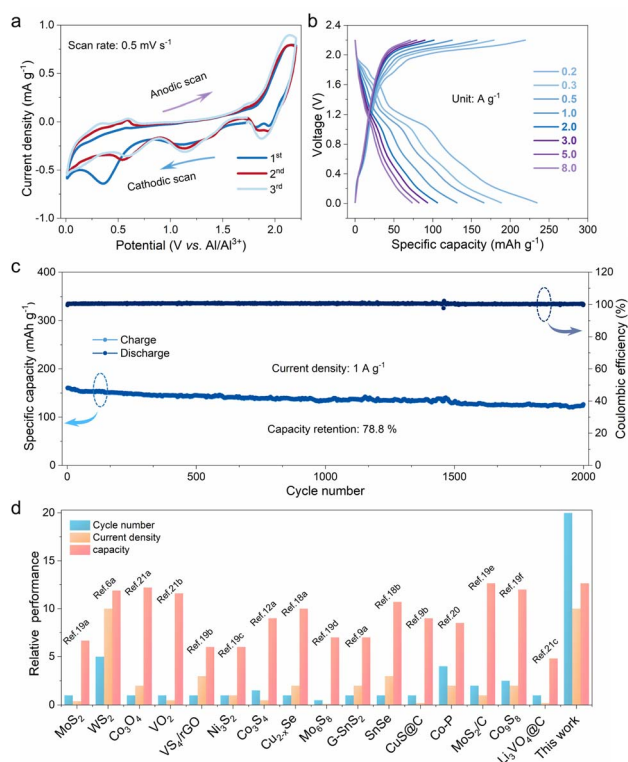 a
Scan rate: 0.5 mV s⁻¹
Anodic scan
Cathodic scan
1st
2nd
3rd
1.0
0.5
0.0
-0.5
-1.0
0.0 0.5 1.0 1.5 2.0
Current density (mA g⁻¹)
Potential (V vs. Al/Al³⁺)
b
Unit: A g⁻¹
0.2
0.3
0.5
1.0
2.0
3.0
5.0
8.0
2.4
2.0
1.6
1.2
0.8
0.4
0.0
0 50 100 150 200 250 300
Voltage (V)
Specific capacity (mAh g⁻¹)
c
400
300
200
100
0
Specific capacity (mAh g⁻¹)
Charge
Discharge
Current density: 1 A g⁻¹
Capacity retention: 78.8 %
120
100
80
60
40
20
0
Coulombic efficiency (%)
0 500 1000 1500 2000
Cycle number
d
Cycle number
Current density
capacity
20
15
10
5
0
Relative performance
Ref.19a
Ref.6a
Ref.21a
Ref.21b
Ref.19b
Ref.19c
Ref.12a
Ref.18a
Ref.19d
Ref.9a
Ref.18b
Ref.9b
Ref.20
Ref.19e
Ref.19f
Ref.21c
MoS₂
WS₂
Co₃O₄
VO₂
VS₄/rGO
Ni₃S₂
Co₃S₄
Cu₂₋ₓSe
Mo₆S₈
G-SnS₂
SnSe
CuS@C
Co-P
MoS₂/C
Co₉S₈
Li₃VO₄@C
This work